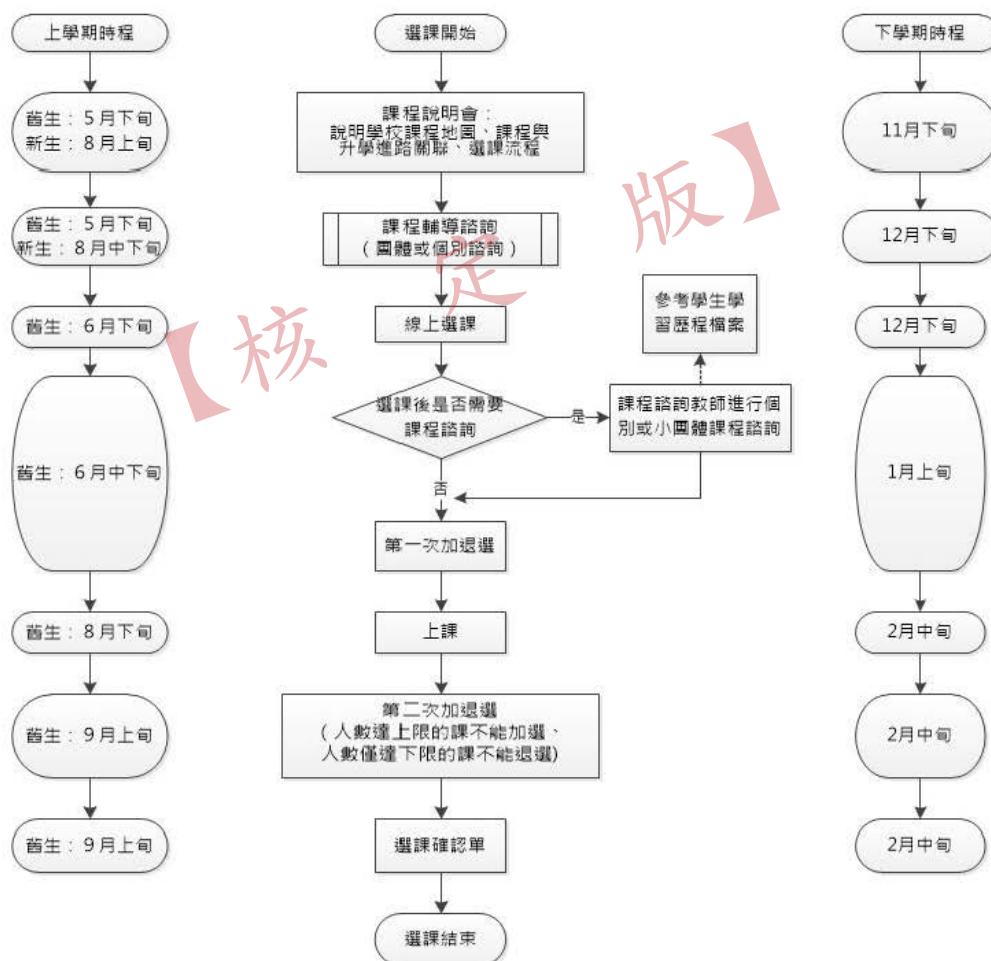 上學期時程
選課開始
下學期時程
舊生：5月下旬
新生：8月上旬
課程說明會：
說明學校課程地圖、課程與
升學進路關聯、選課流程
11月下旬
舊生：5月下旬
新生：8月中下旬
課程輔導諮詢
(團體或個別諮詢)
12月下旬
舊生：6月下旬
線上選課
參考學生學
習歷程檔案
12月下旬
舊生：6月中下旬
選課後是否需要
課程諮詢
是
課程諮詢教師進行個
別或小團體課程諮詢
1月上旬
否
第一次加退選
舊生：8月下旬
上課
2月中旬
舊生：9月上旬
第二次加退選
(人數達上限的課不能加選、
人數僅達下限的課不能退選)
2月中旬
舊生：9月上旬
選課確認單
2月中旬
選課結束
【核定版】